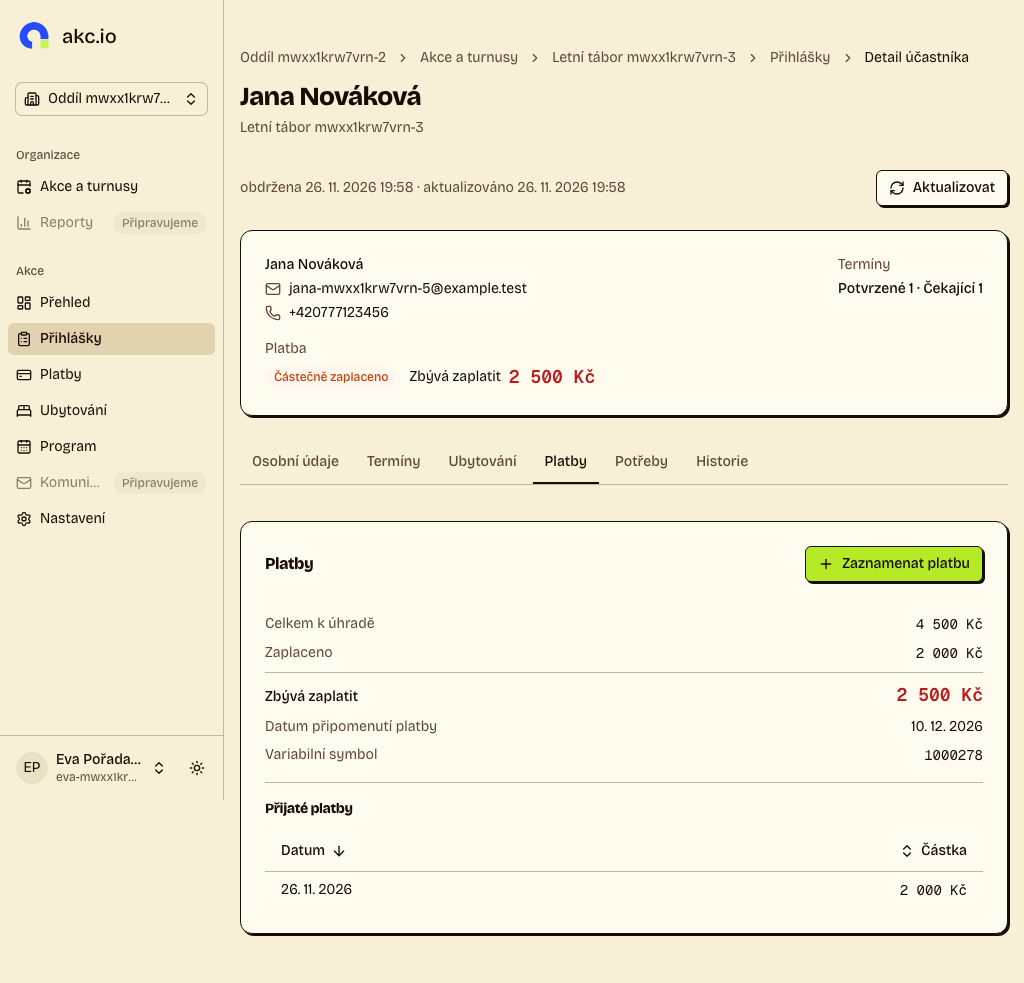 akc.io
Oddíl mwxx1krw7...
Organizace
Akce a turnusy
Reporty Připravujeme
Akce
Přehled
Přihlášky
Platby
Ubytování
Program
Komuni... Připravujeme
Nastavení
EP
Eva Pořada...
eva-mwxx1kr...
Oddíl mwxx1krw7vrn-2 > Akce a turnusy > Letní tábor mwxx1krw7vrn-3 > Přihlášky > Detail účastníka
Jana Nováková
Letní tábor mwxx1krw7vrn-3
obdržena 26. 11. 2026 19:58 · aktualizováno 26. 11. 2026 19:58
Aktualizovat
Jana Nováková
jana-mwxx1krw7vrn-5@example.test
+420777123456
Termíny
Potvrzené 1 · Čekající 1
Platba
Částečně zaplaceno Zbývá zaplatit 2 500 Kč
Osobní údaje Termíny Ubytování Platby Potřeby Historie
Platby
Zaznamenat platbu
Celkem k úhradě 4 500 Kč
Zaplaceno 2 000 Kč
Zbývá zaplatit 2 500 Kč
Datum připomenutí platby 10. 12. 2026
Variabilní symbol 1000278
Přijaté platby
Datum Částka
26. 11. 2026 2 000 Kč